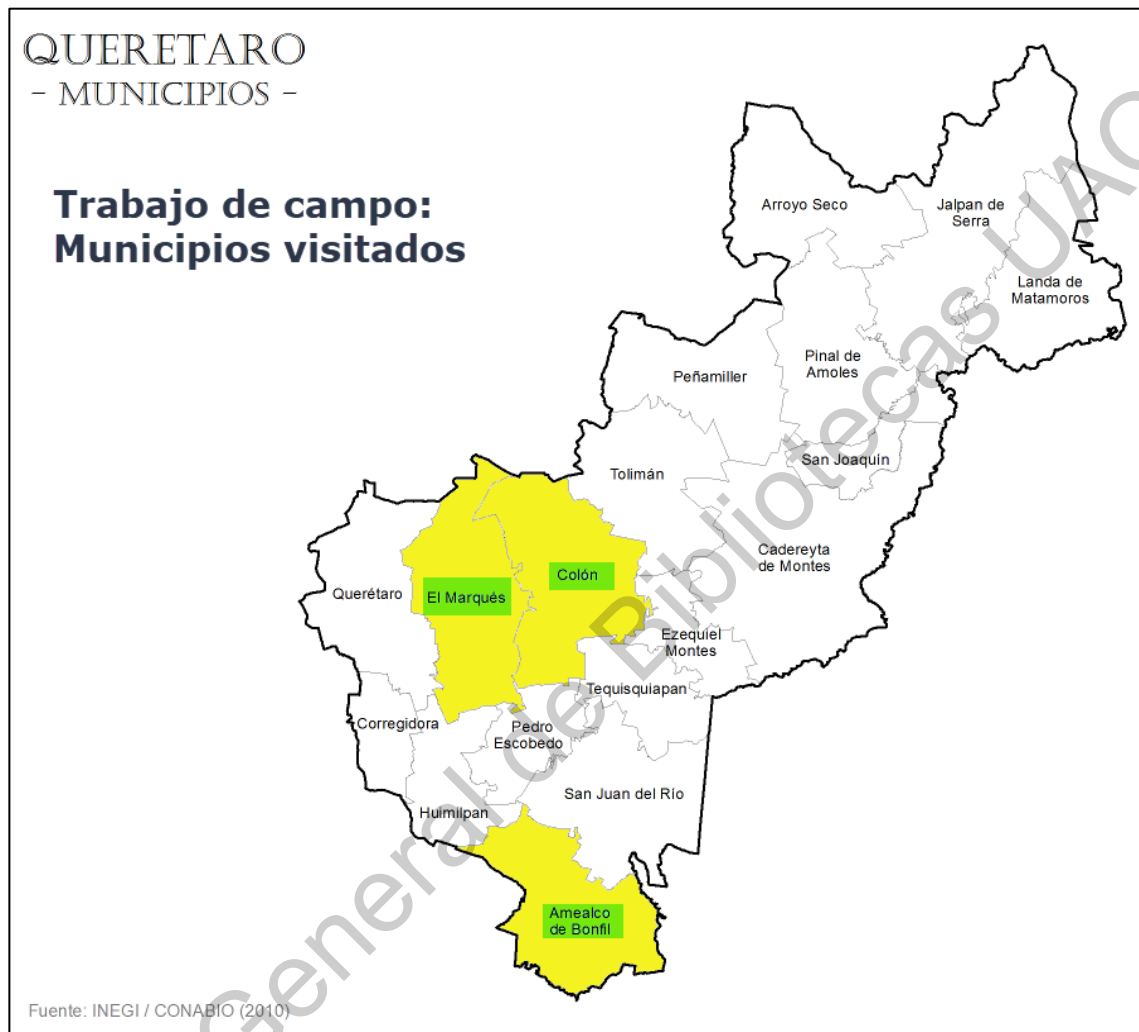 QUERETARO
- MUNICIPIOS -
Trabajo de campo:
Municipios visitados
Arroyo Seco
Jalpan de
Serra
Landa de
Matamoros
Pinal de
Amoles
Peñamiller
San Joaquín
Tolimán
Cadereyta
de Montes
Colón
El Marqués
Querétaro
Ezequiel
Montes
Tequisquiapan
Corregidora
Pedro
Escobedo
San Juan del Río
Huimilpan
Amealco
de Bonfil
Fuente: INEGI / CONABIO (2010)
General de Bibliotecas UAQ